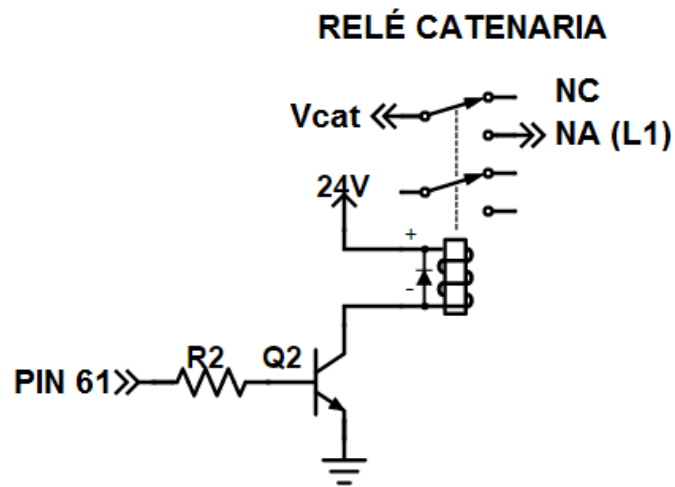 RELÉ CATENARIA
NC
Vcat
NA (L1)
24V
+
-
R2
Q2
PIN 61